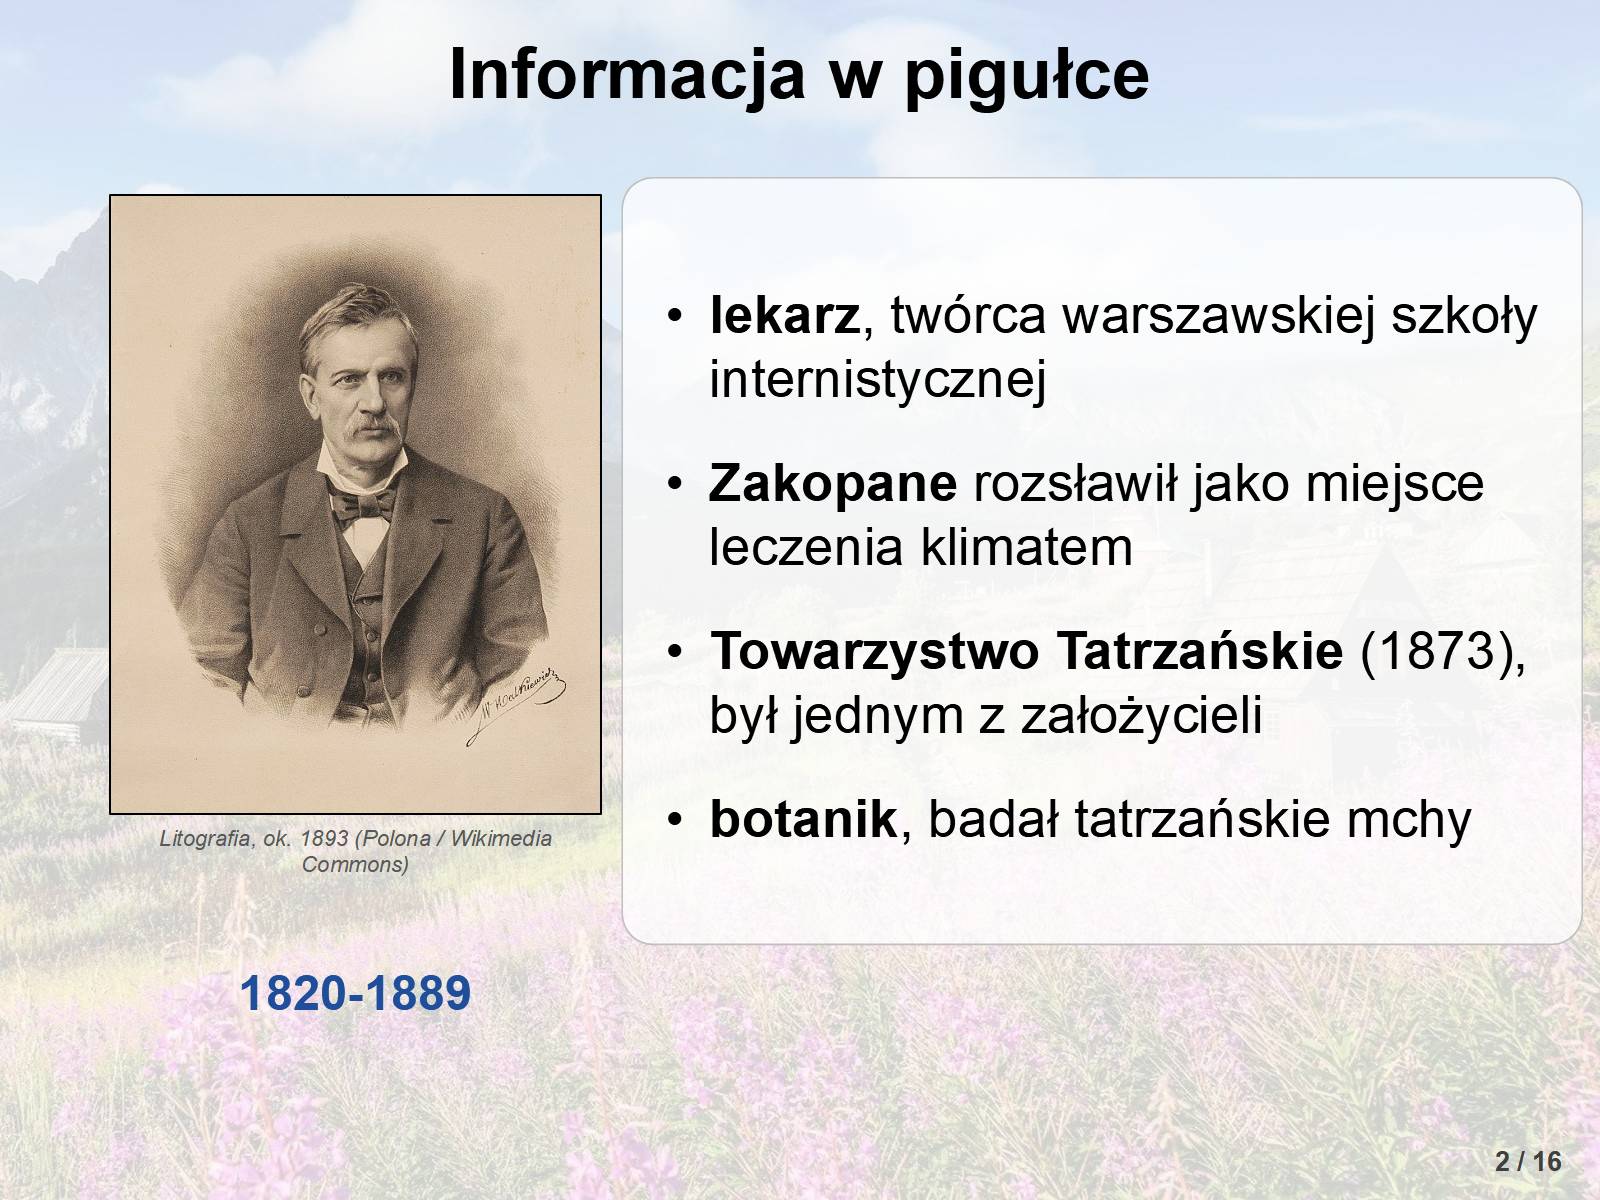 Informacja w pigułce
• lekarz, twórca warszawskiej szkoły
internistycznej
• Zakopane rozsławił jako miejsce
leczenia klimatem
• Towarzystwo Tatrzańskie (1873),
był jednym z założycieli
• botanik, badał tatrzańskie mchy
Litografia, ok. 1893 (Polona / Wikimedia
Commons)
1820-1889
2 / 16